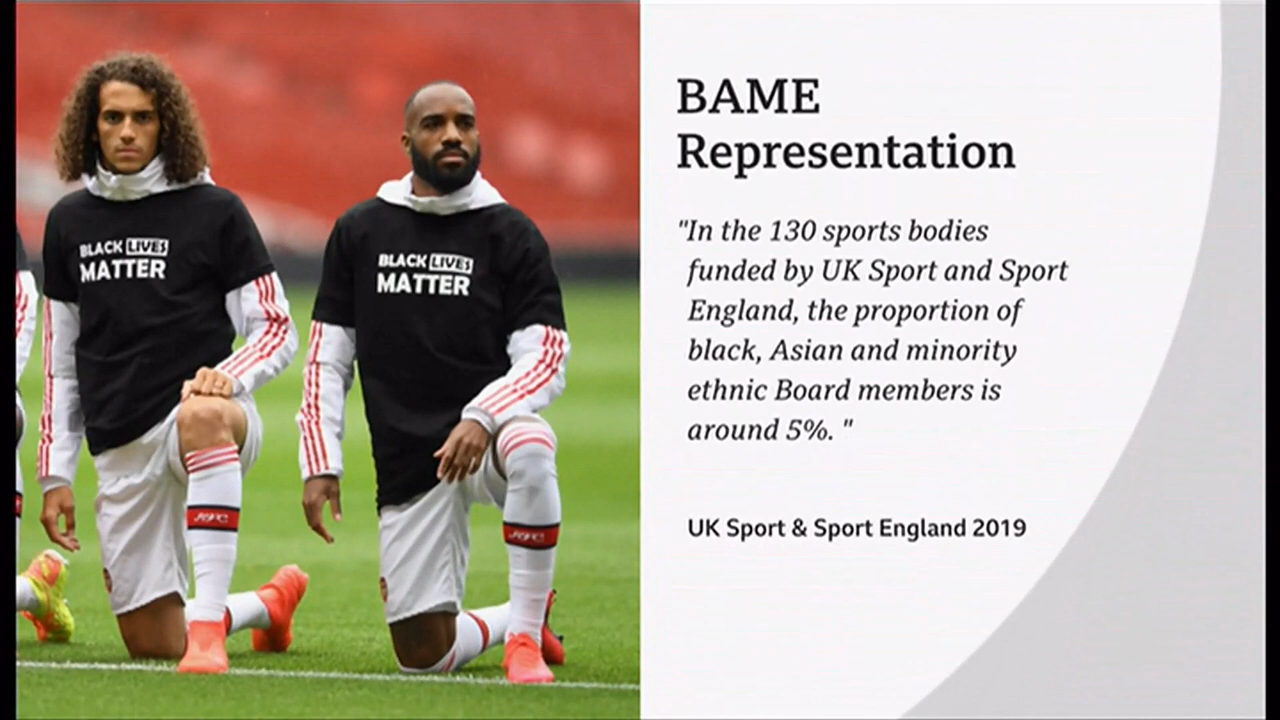 BLACK LIVES
MATTER
BLACK LIVES
MATTER
AFC
AFC
BAME
Representation
"In the 130 sports bodies
funded by UK Sport and Sport
England, the proportion of
black, Asian and minority
ethnic Board members is
around 5%. "
UK Sport & Sport England 2019